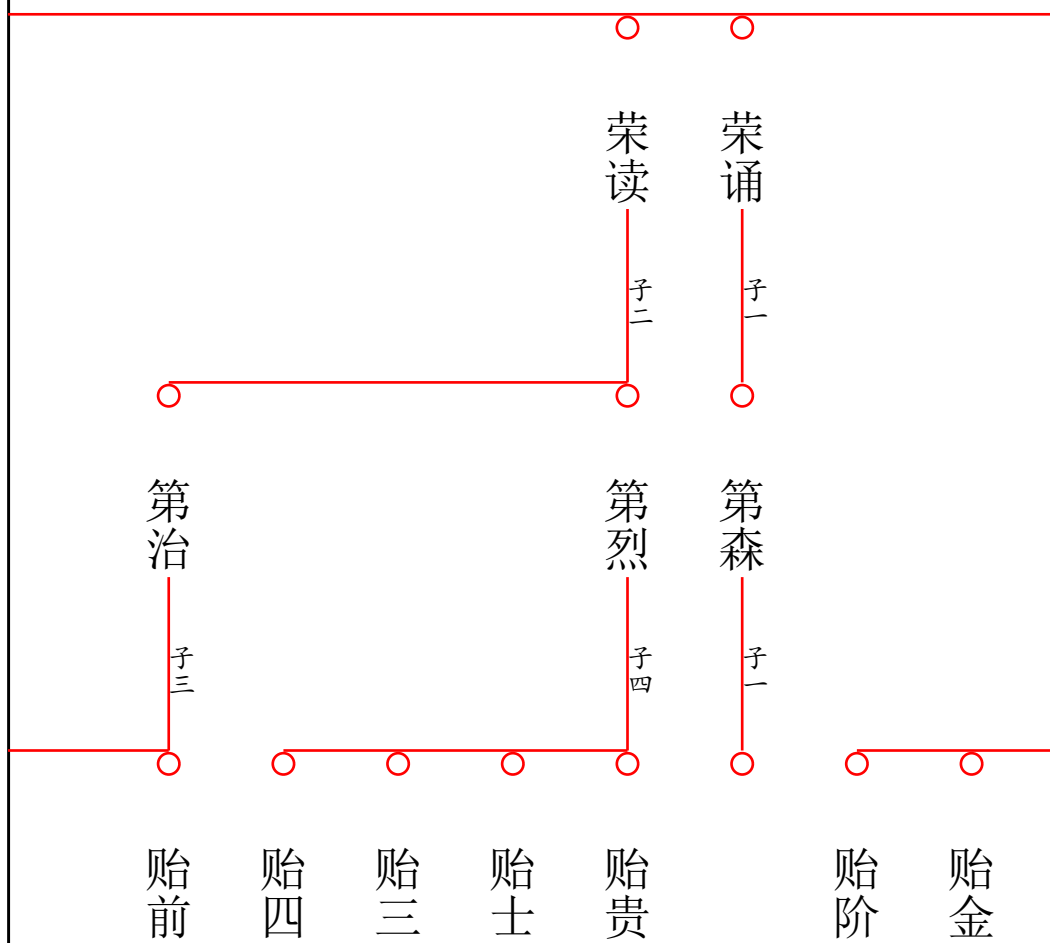 荣诵
荣读
子一
子二
第森
第烈
第治
子一
子四
子三
贻金
贻阶
贻贵
贻士
贻三
贻四
贻前